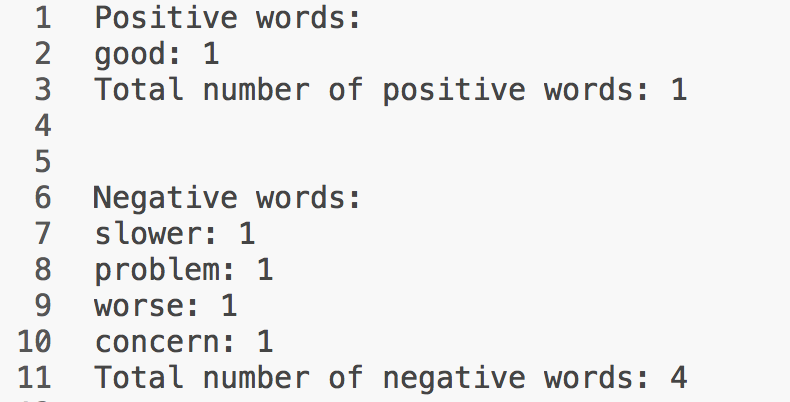 1 Positive words:
2 good: 1
3 Total number of positive words: 1
4
5
6 Negative words:
7 slower: 1
8 problem: 1
9 worse: 1
10 concern: 1
11 Total number of negative words: 4